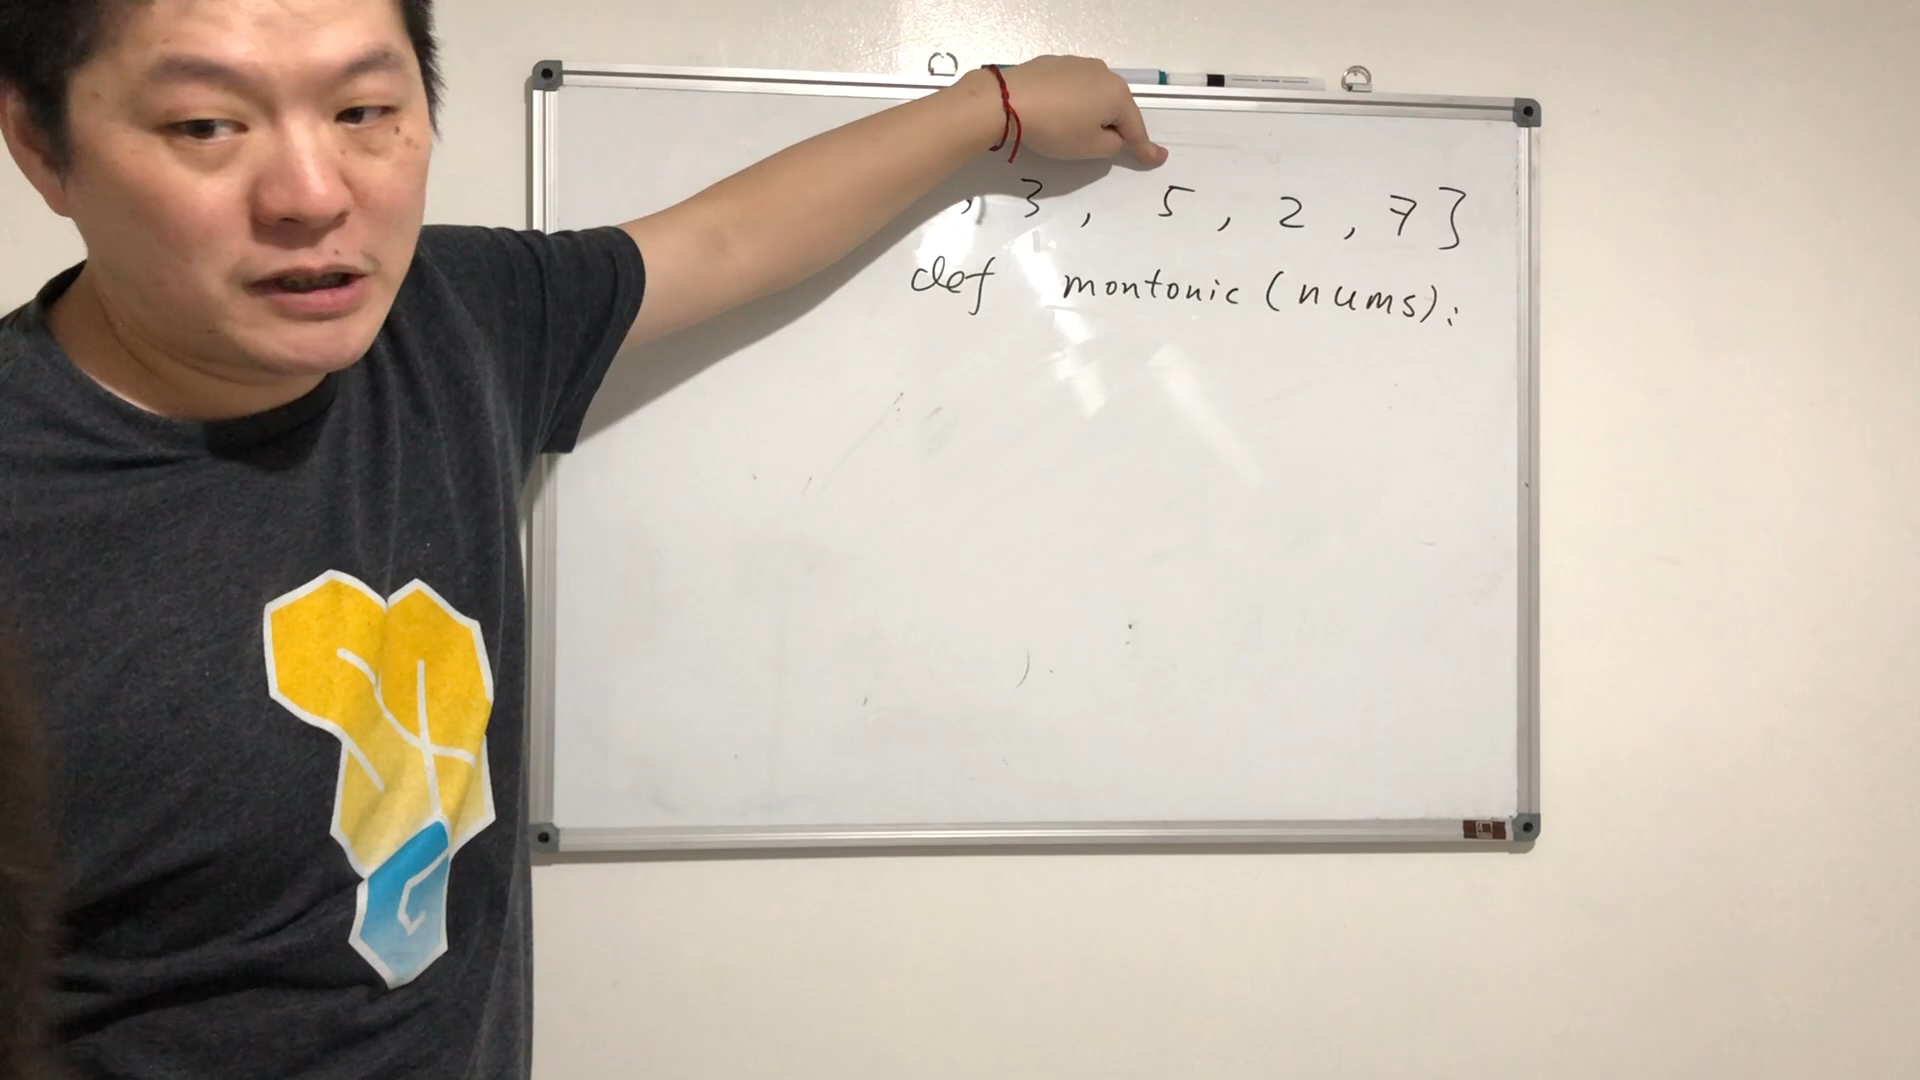 , 3 , 5 , 2 , 7 ]
def montonic (nums):